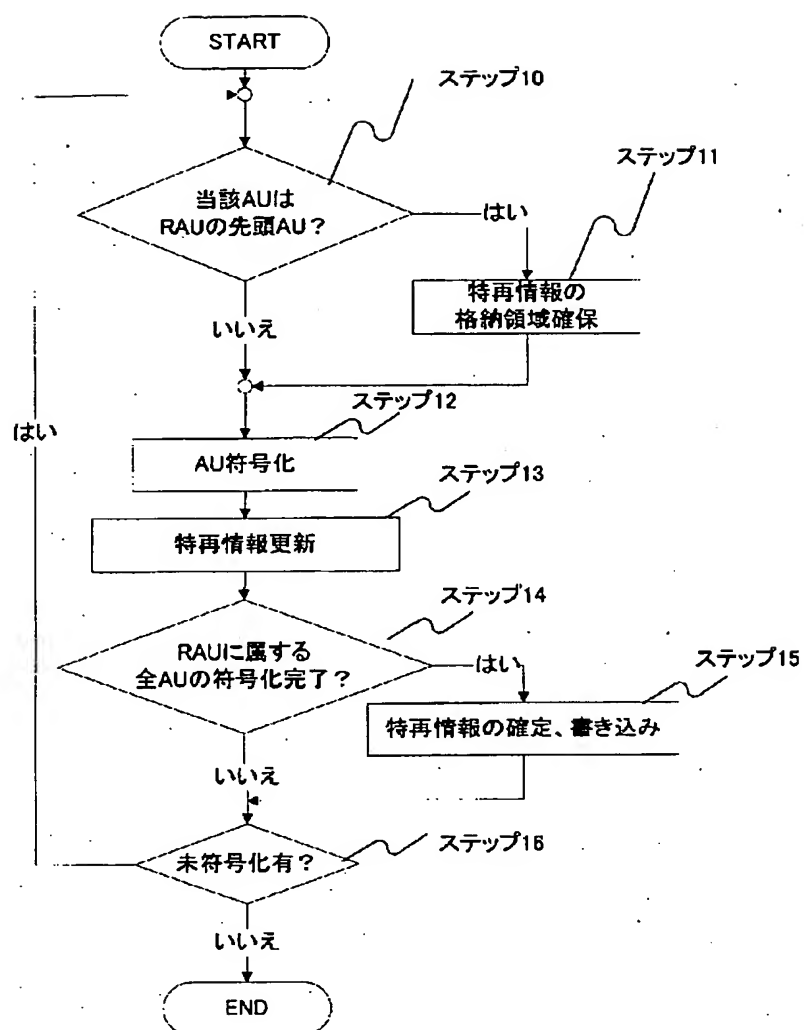 START
ステップ10
ステップ11
当該AUは
RAUの先頭AU?
はい
特再情報の
格納領域確保
いいえ
ステップ12
はい
AU符号化
ステップ13
特再情報更新
ステップ14
RAUに属する
全AUの符号化完了?
はい
ステップ15
特再情報の確定、書き込み
いいえ
ステップ16
未符号化有?
いいえ
END